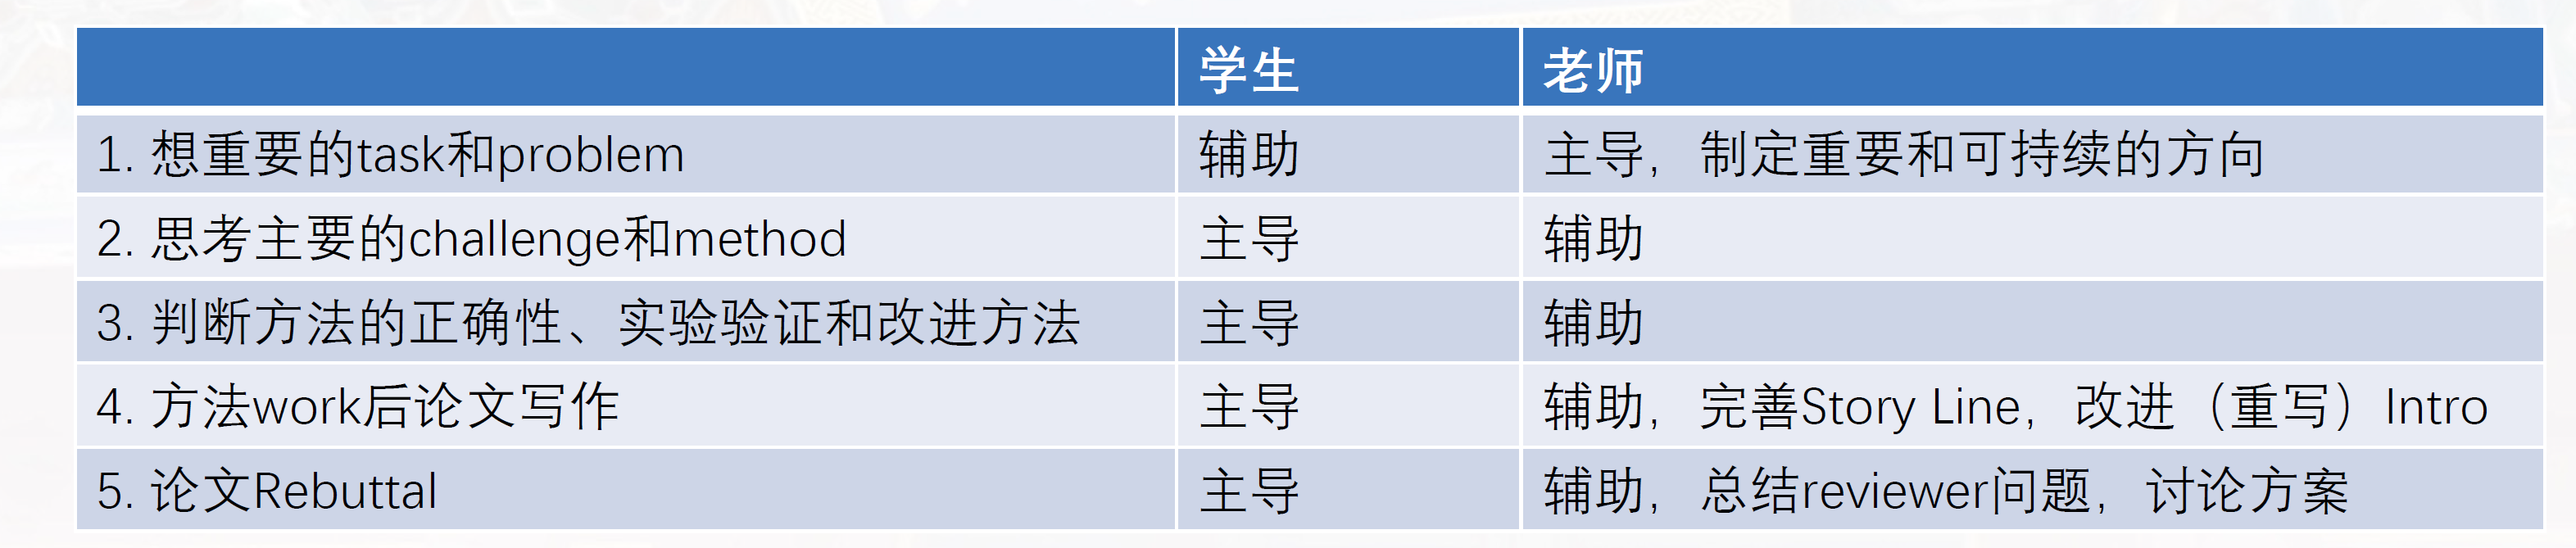 学生 老师
1. 想重要的task和problem 辅助 主导，制定重要和可持续的方向
2. 思考主要的challenge和method 主导 辅助
3. 判断方法的正确性、实验验证和改进方法 主导 辅助
4. 方法work后论文写作 主导 辅助，完善Story Line，改进（重写）Intro
5. 论文Rebuttal 主导 辅助，总结reviewer问题，讨论方案